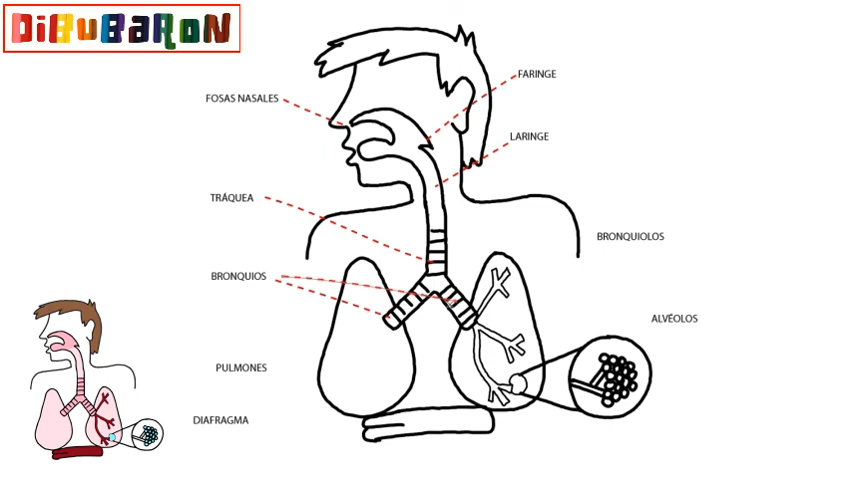 DiBuBaRoN
FARINGE
FOSAS NASALES
LARINGE
TRÁQUEA
BRONQUIOLOS
BRONQUIOS
ALVÉOLOS
PULMONES
DIAFRAGMA